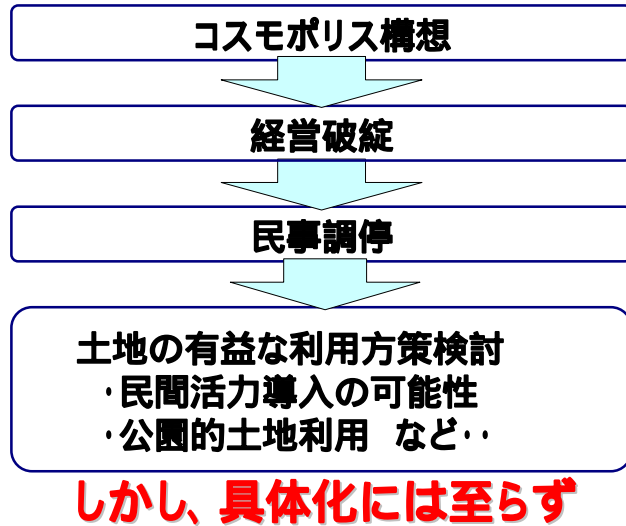 コスモポリス構想
経営破綻
民事調停
土地の有益な利用方策検討
・民間活力導入の可能性
・公園的土地利用 など・・
しかし、具体化には至らず